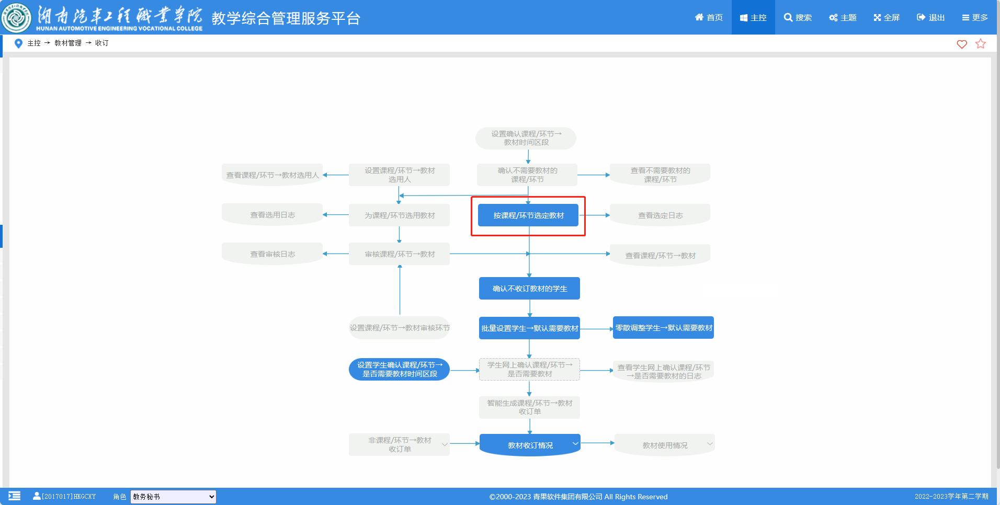 湖南汽车工程职业学院
HUNAN AUTOMOTIVE ENGINEERING VOCATIONAL COLLEGE
教学综合管理服务平台
首页
主控
搜索
主题
全屏
退出
更多
主控 → 教材管理 → 收订
设置确认课程/环节→
教材时间区段
查看课程/环节→教材选用人
设置课程/环节→教材
选用人
确认不需要教材的
课程/环节
查看不需要教材的
课程/环节
查看选用日志
为课程/环节选用教材
按课程/环节选定教材
查看选定日志
查看审核日志
审核课程/环节→教材
查看课程/环节→教材
确认不收订教材的学生
设置课程/环节→教材审核环节
批量设置学生→默认需要教材
零散调整学生→默认需要教材
设置学生确认课程/环节→
是否需要教材时间区段
学生网上确认课程/环节→
是否需要教材
查看学生网上确认课程/环节
→是否需要教材的日志
智能生成课程/环节→教材
收订单
非课程/环节→教材
收订单
教材收订情况
教材使用情况
[2017017]HKGCXY
角色
教务秘书
©2000-2023 青果软件集团有限公司 All Rights Reserved
2022-2023学年第二学期